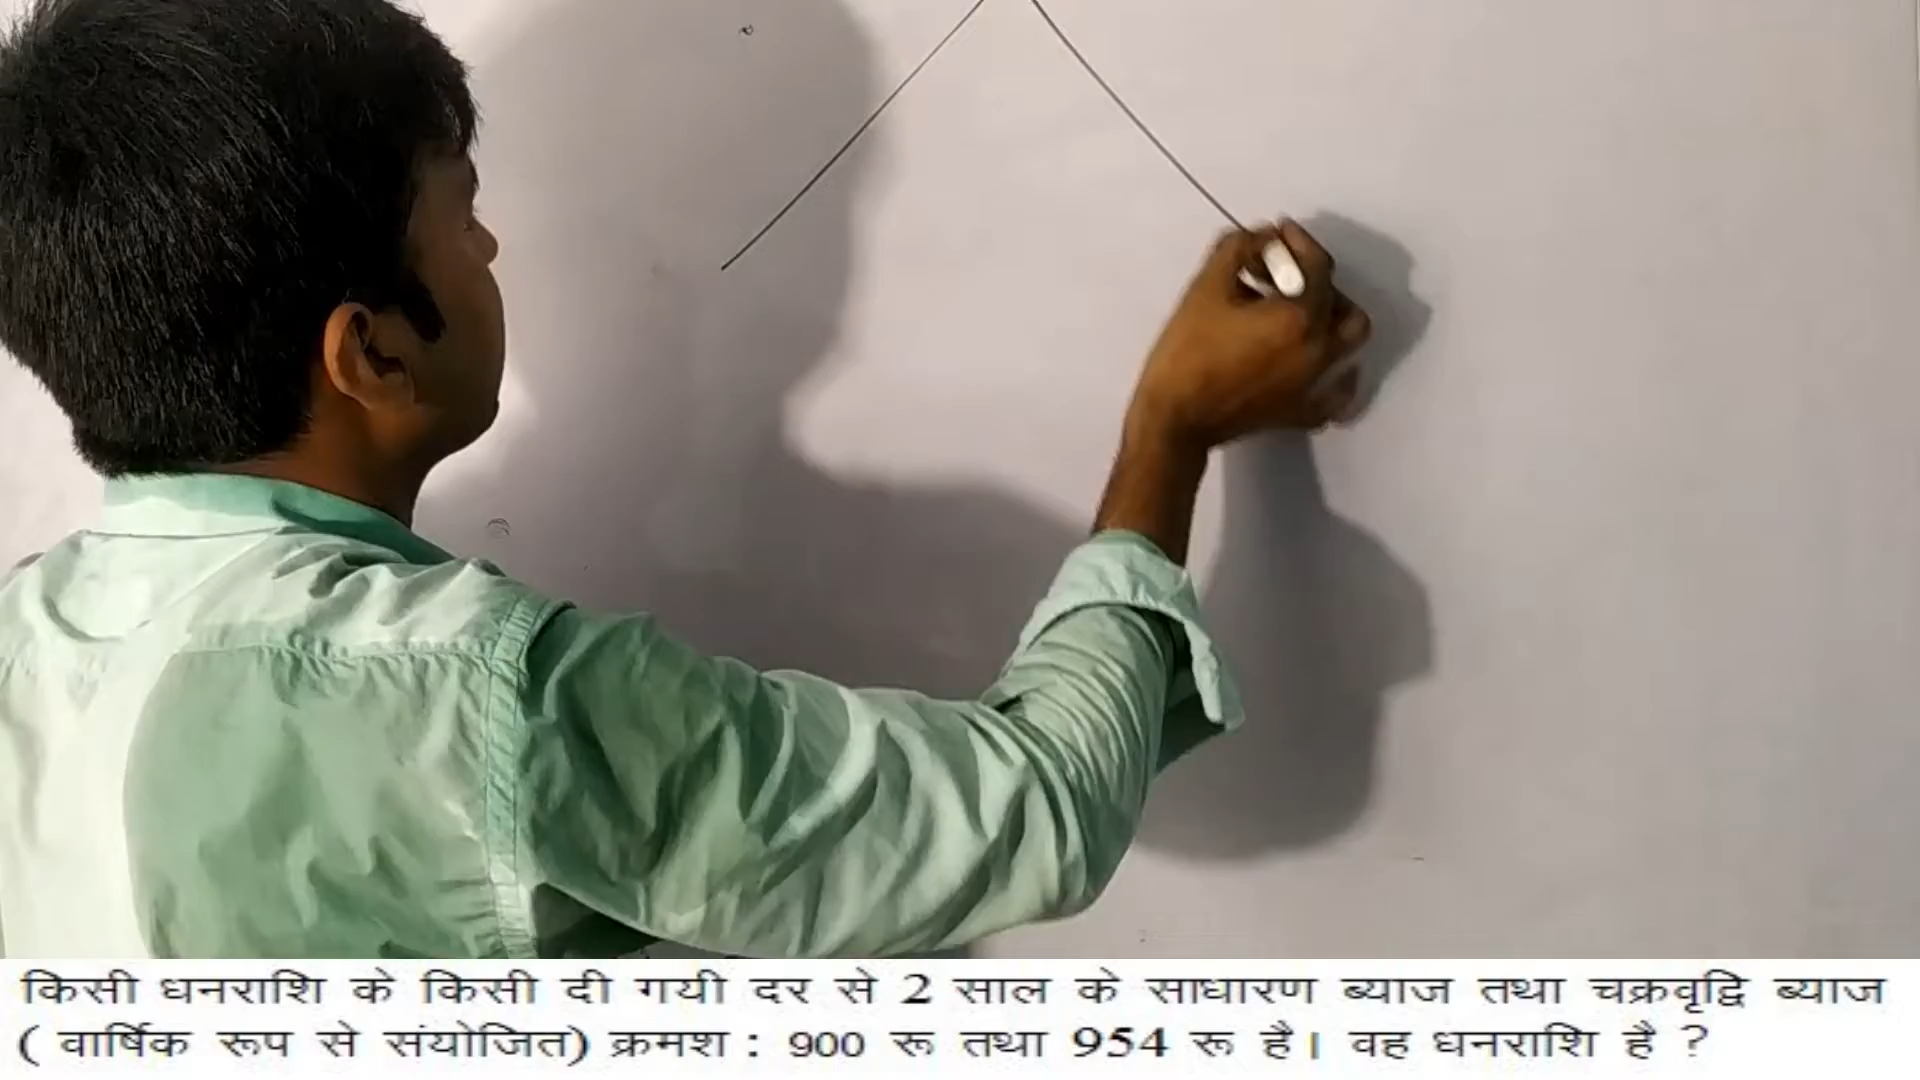 किसी धनराशि के किसी दी गयी दर से 2 साल के साधारण ब्याज तथा चक्रवृद्वि ब्याज
( वार्षिक रूप से संयोजित) क्रमश : 900 रू तथा 954 रू है। वह धनराशि है ?